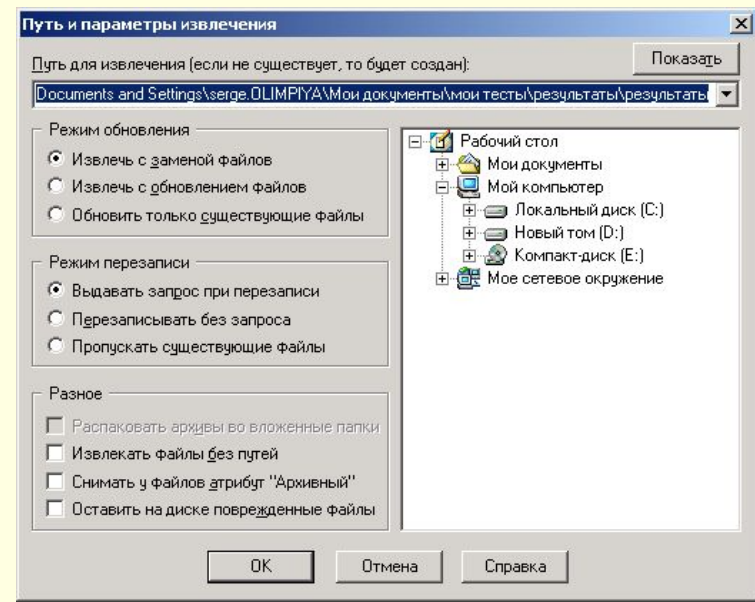 Путь и параметры извлечения
Путь для извлечения (если не существует, то будет создан):
Показать
Documents and Settings\serge.OLIMPIYA\Мои документы\мои тесты\результаты\результаты
Режим обновления
Извлечь с заменой файлов
Извлечь с обновлением файлов
Обновить только существующие файлы
Режим перезаписи
Выдавать запрос при перезаписи
Перезаписывать без запроса
Пропускать существующие файлы
Разное
Распаковать архивы во вложенные папки
Извлекать файлы без путей
Снимать у файлов атрибут "Архивный"
Оставить на диске поврежденные файлы
Рабочий стол
Мои документы
Мой компьютер
Локальный диск (C:)
Новый том (D:)
Компакт-диск (E:)
Мое сетевое окружение
OK
Отмена
Справка